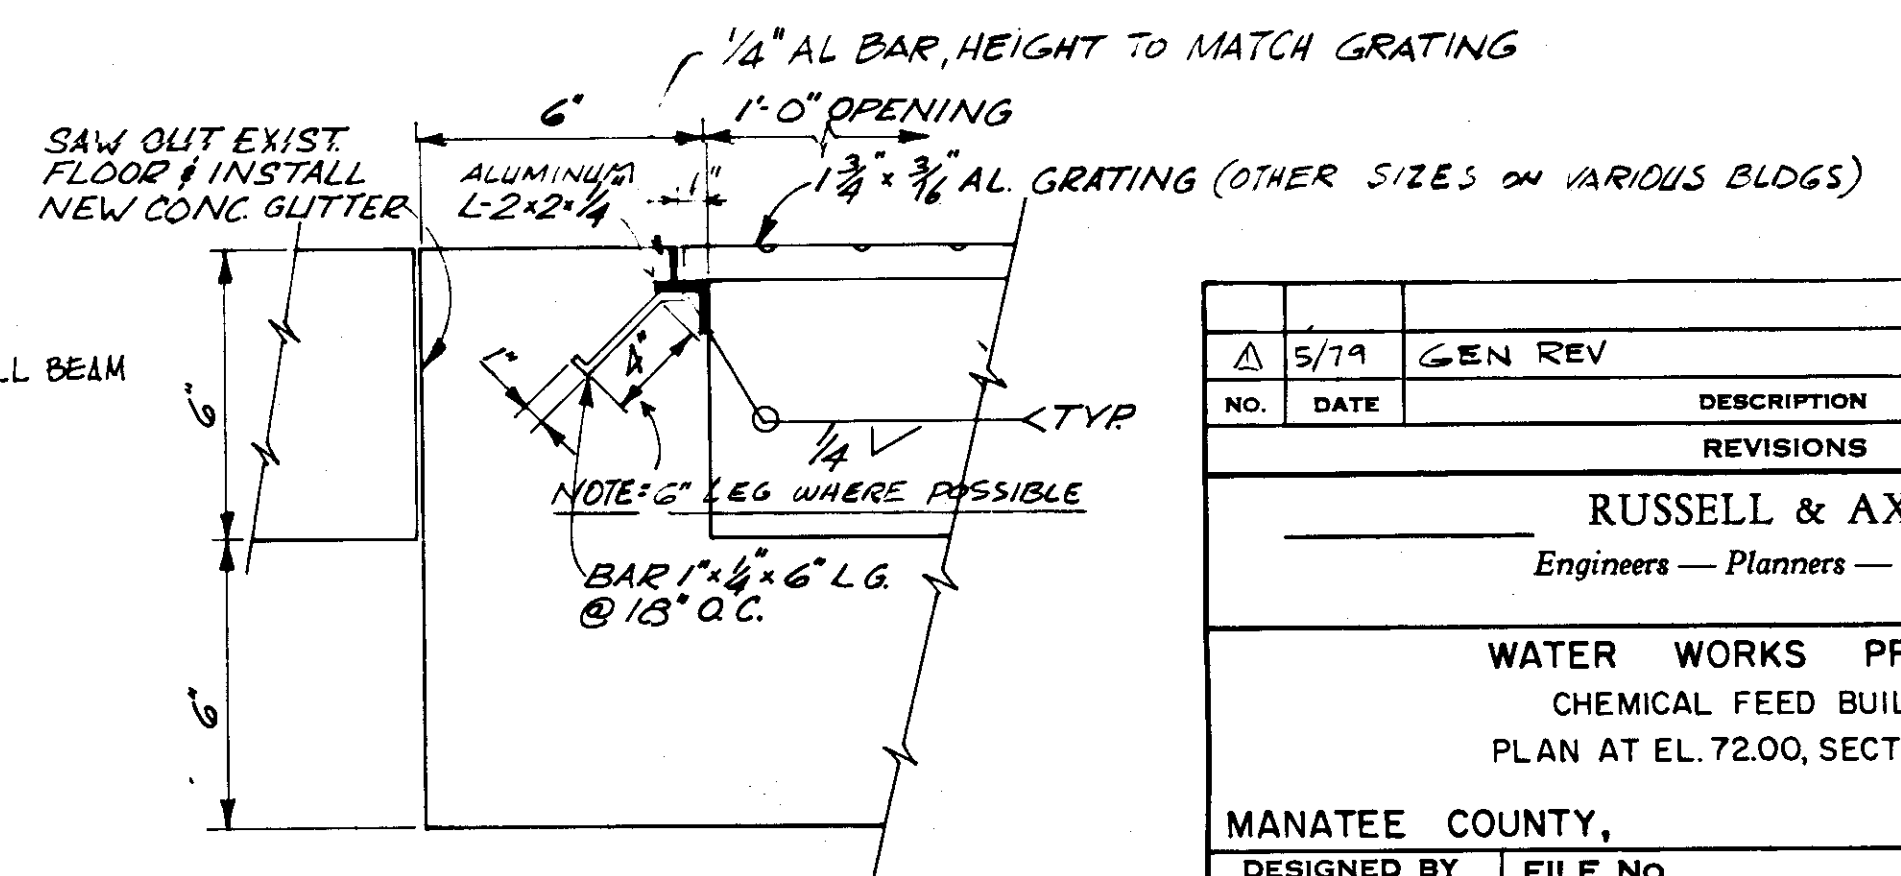 1/4" AL BAR, HEIGHT TO MATCH GRATING
6"
1'-0" OPENING
SAW OUT EXIST.
FLOOR & INSTALL
NEW CONC. GUTTER
ALUMINUM
L-2×2×1/4"
1"
1 3/4" × 3/16" AL. GRATING (OTHER SIZES ON VARIOUS BLDGS)
LL BEAM
6"
1"
4"
1/4
TYP.
NOTE: 6" LEG WHERE POSSIBLE
BAR 1"×1/4"×6" LG.
@ 18" O.C.
6"
1 5/79 GEN REV
NO. DATE DESCRIPTION
REVISIONS
RUSSELL & AX
Engineers — Planners —
WATER WORKS PR
CHEMICAL FEED BUIL
PLAN AT EL. 72.00, SECT
MANATEE COUNTY,
DESIGNED BY FILE No